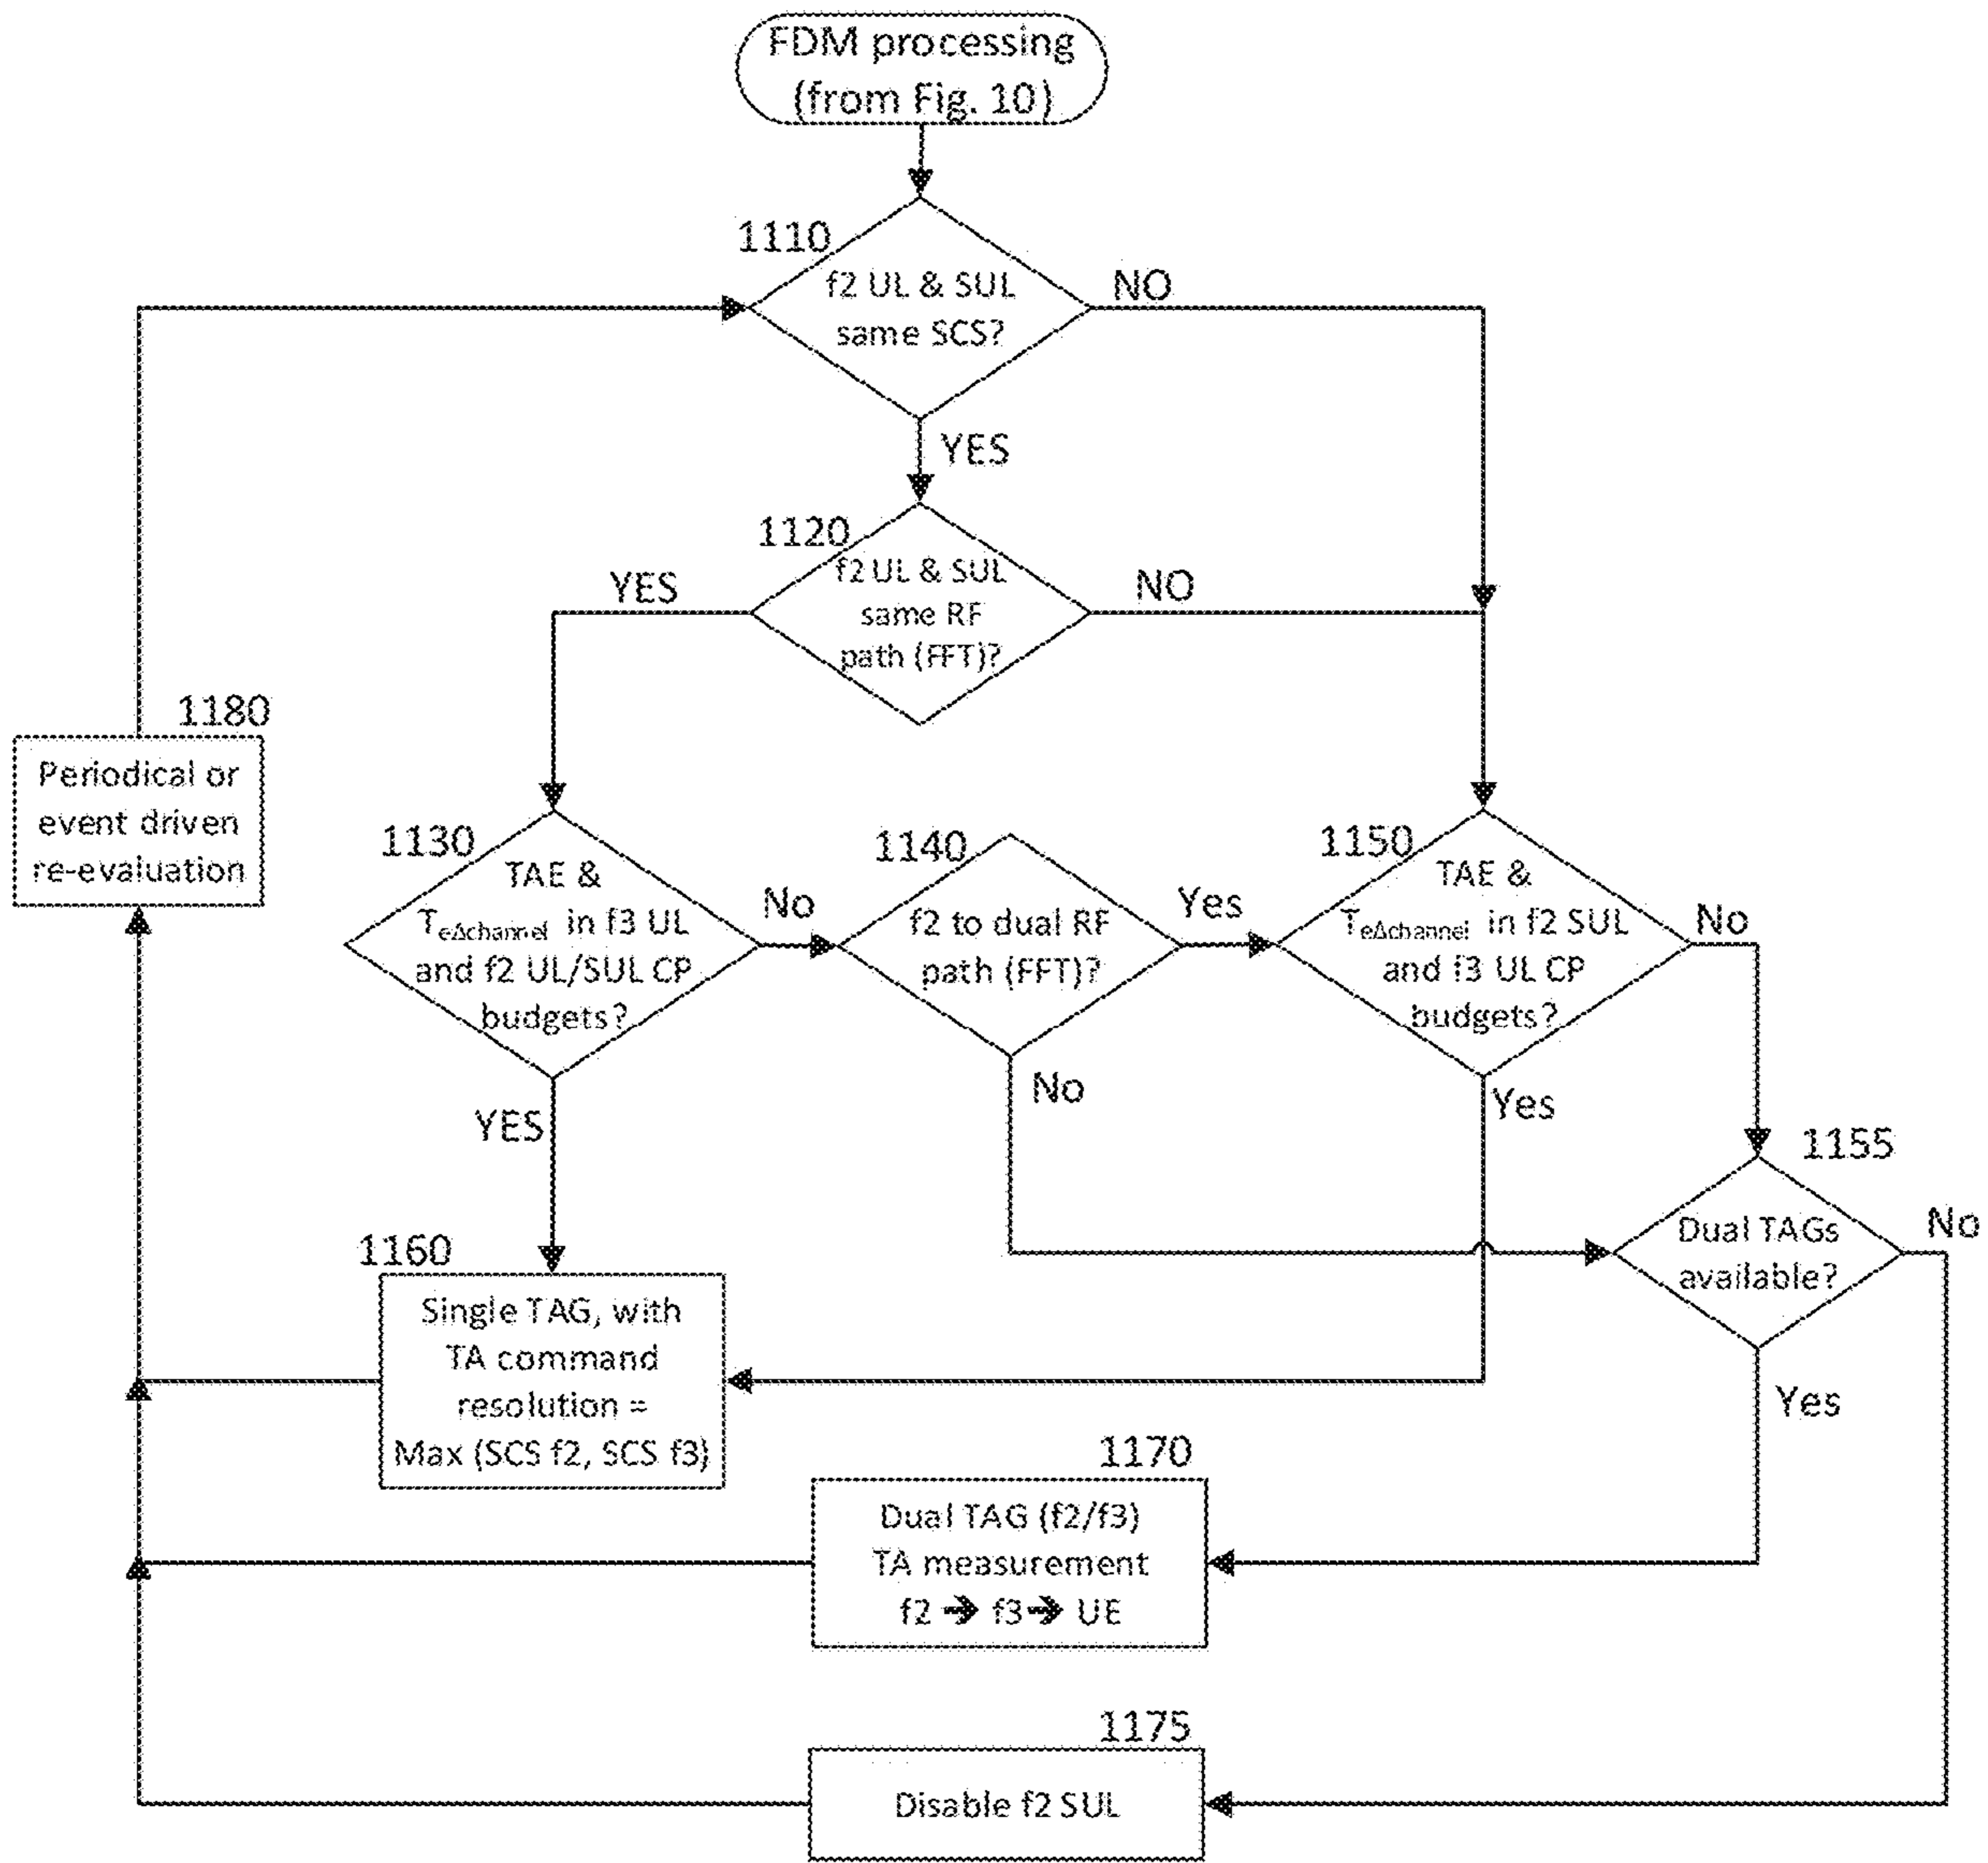 FDM processing
(from Fig. 10)
1110
f2 UL & SUL
same SCS?
NO
YES
1120
f2 UL & SUL
same RF
path (FFT)?
YES
NO
1180
Periodical or
event driven
re-evaluation
1130
TAE &
TeΔchannel in f3 UL
and f2 UL/SUL CP
budgets?
No
YES
1140
f2 to dual RF
path (FFT)?
Yes
No
1150
TAE &
TeΔchannel in f2 SUL
and f3 UL CP
budgets?
No
Yes
1155
Dual TAGs
available?
No
Yes
1160
Single TAG, with
TA command
resolution =
Max (SCS f2, SCS f3)
1170
Dual TAG (f2/f3)
TA measurement
f2 → f3 → UE
1175
Disable f2 SUL